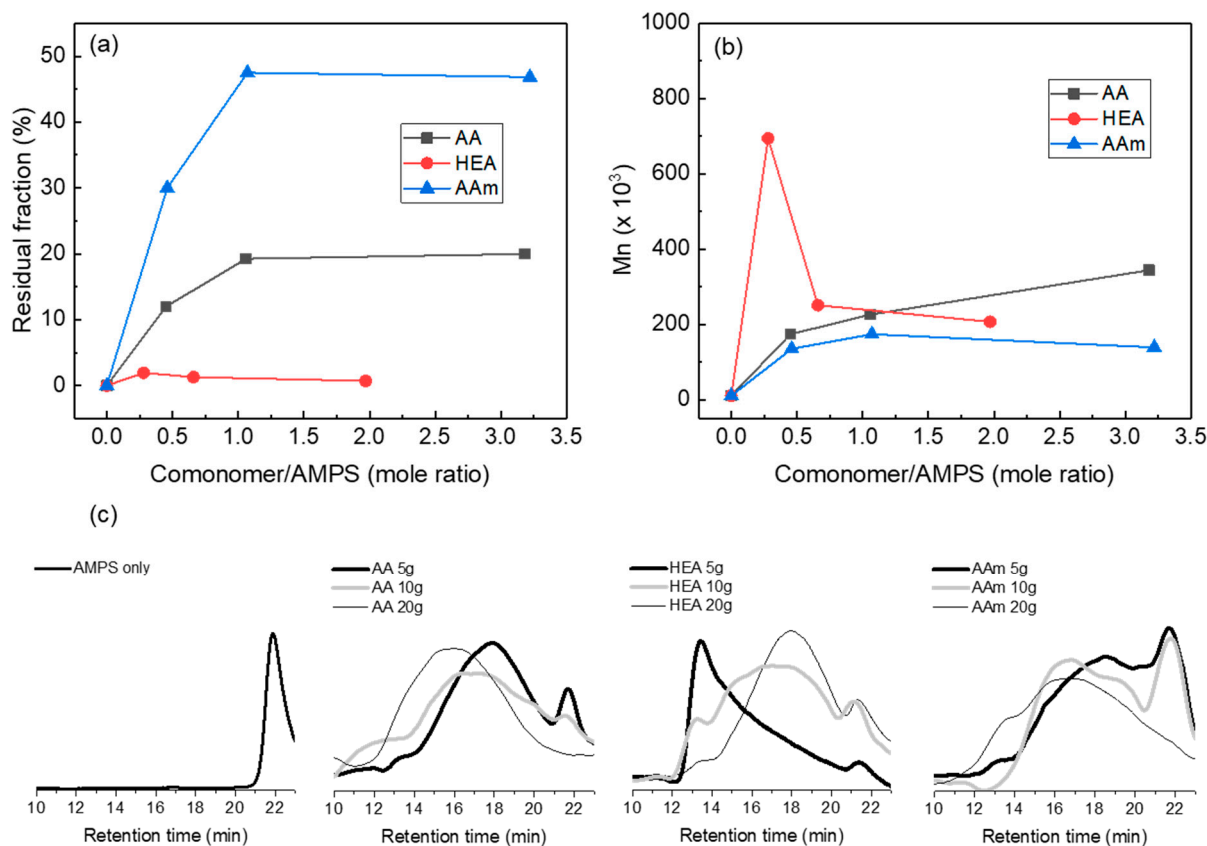 (a)
Residual fraction (%)
50
40
30
20
10
0
AA
HEA
AAm
0.0 0.5 1.0 1.5 2.0 2.5 3.0 3.5
Comonomer/AMPS (mole ratio)
(b)
Mn (x 10³)
1000
800
600
400
200
0
AA
HEA
AAm
0.0 0.5 1.0 1.5 2.0 2.5 3.0 3.5
Comonomer/AMPS (mole ratio)
(c)
AMPS only
10 12 14 16 18 20 22
Retention time (min)
AA 5g
AA 10g
AA 20g
10 12 14 16 18 20 22
Retention time (min)
HEA 5g
HEA 10g
HEA 20g
10 12 14 16 18 20 22
Retention time (min)
AAm 5g
AAm 10g
AAm 20g
10 12 14 16 18 20 22
Retention time (min)